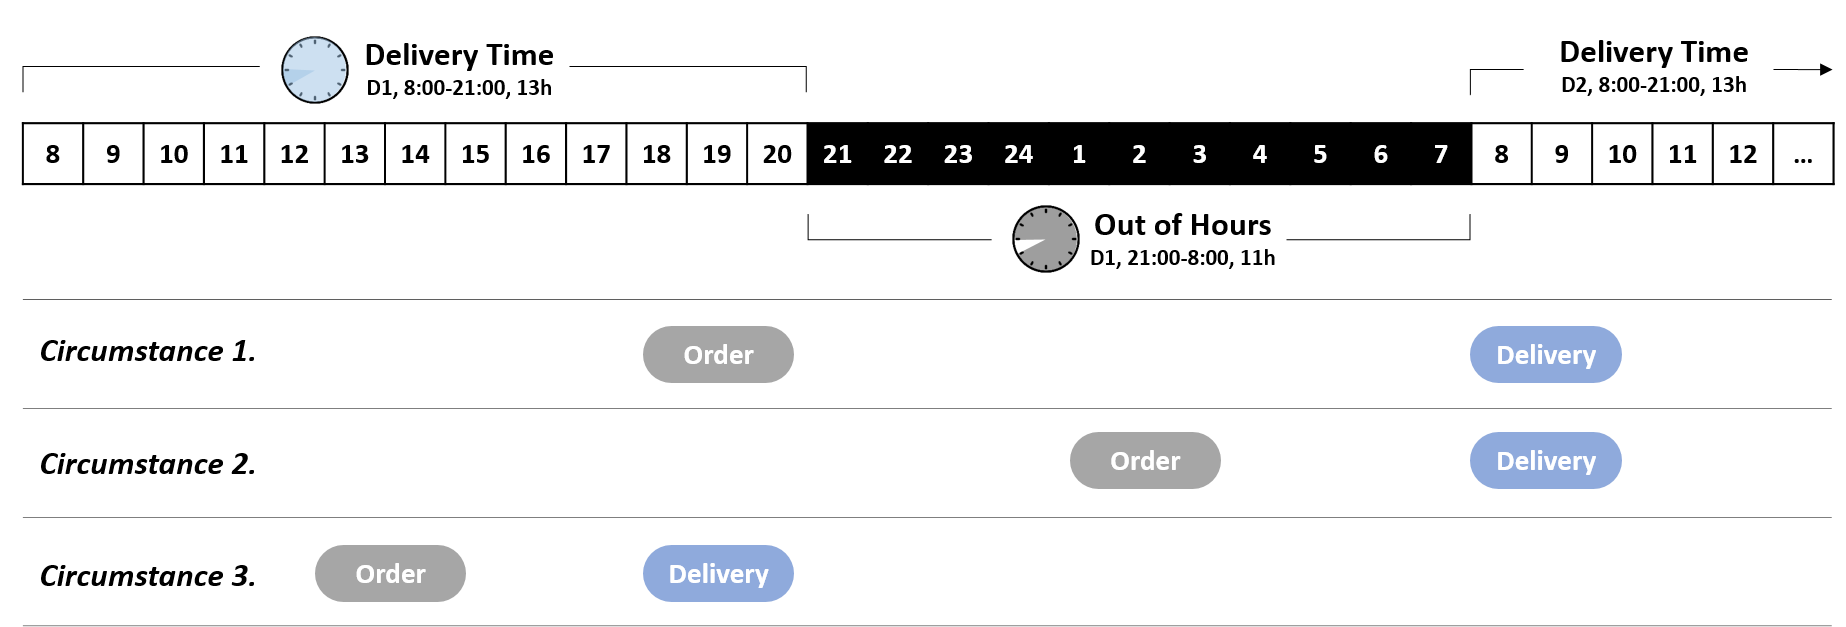 Delivery Time
D1, 8:00-21:00, 13h
Delivery Time
D2, 8:00-21:00, 13h
8 9 10 11 12 13 14 15 16 17 18 19 20 21 22 23 24 1 2 3 4 5 6 7 8 9 10 11 12 ...
Out of Hours
D1, 21:00-8:00, 11h
Circumstance 1. Order Delivery
Circumstance 2. Order Delivery
Circumstance 3. Order Delivery